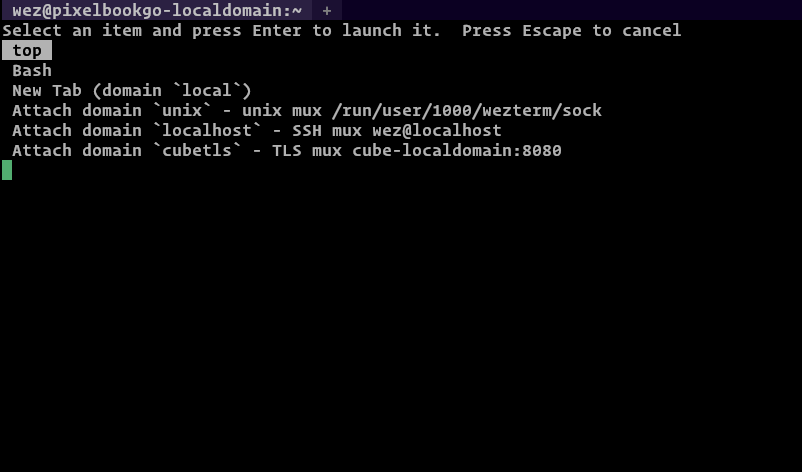 wez@pixelbookgo-localdomain:~ +
Select an item and press Enter to launch it.  Press Escape to cancel
top
Bash
New Tab (domain `local`)
Attach domain `unix` - unix mux /run/user/1000/wezterm/sock
Attach domain `localhost` - SSH mux wez@localhost
Attach domain `cubetls` - TLS mux cube-localdomain:8080